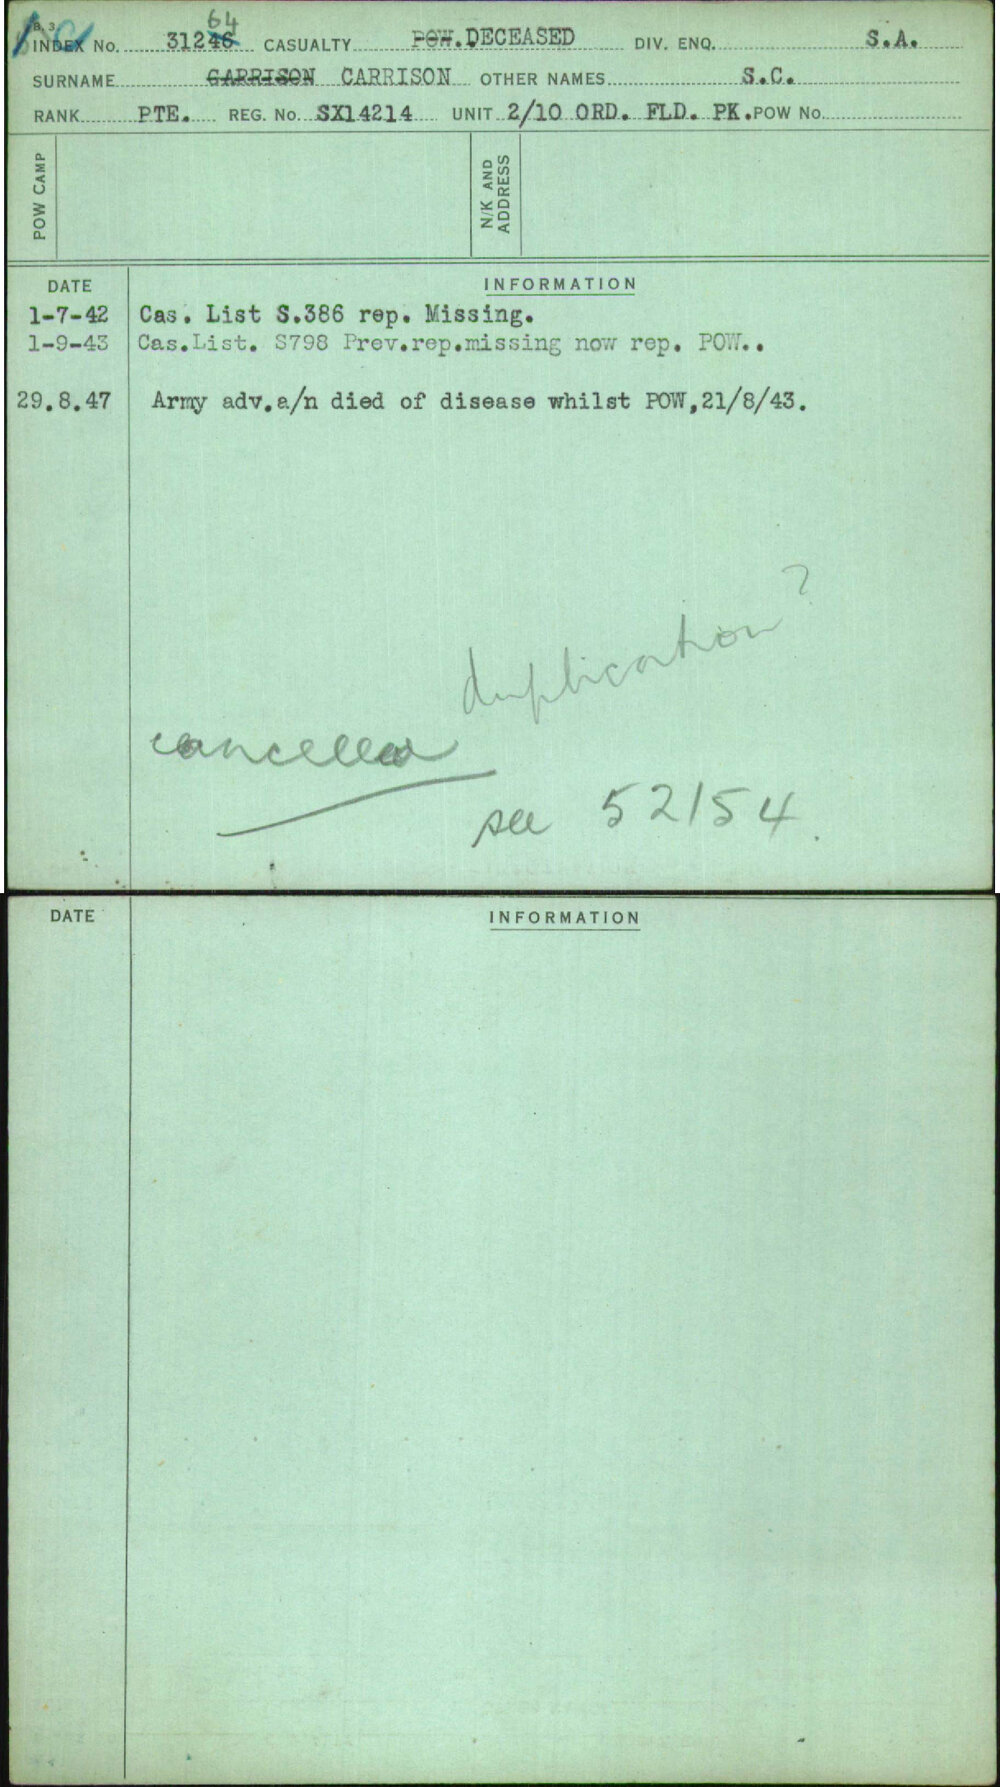 B. 3.
64
INDEX No. 31246 CASUALTY POW. DECEASED DIV. ENQ. S.A.
SURNAME GARRISON CARRISON OTHER NAMES S.C.
RANK PTE. REG. No. SX14214 UNIT 2/10 ORD. FLD. PK. POW No.
POW CAMP
N/K AND ADDRESS
DATE INFORMATION
1-7-42 Cas. List S.386 rep. Missing.
1-9-43 Cas.List. S798 Prev.rep.missing now rep. POW..
29.8.47 Army adv.a/n died of disease whilst POW,21/8/43.
duplication?
cancelled
see 52154.
DATE INFORMATION